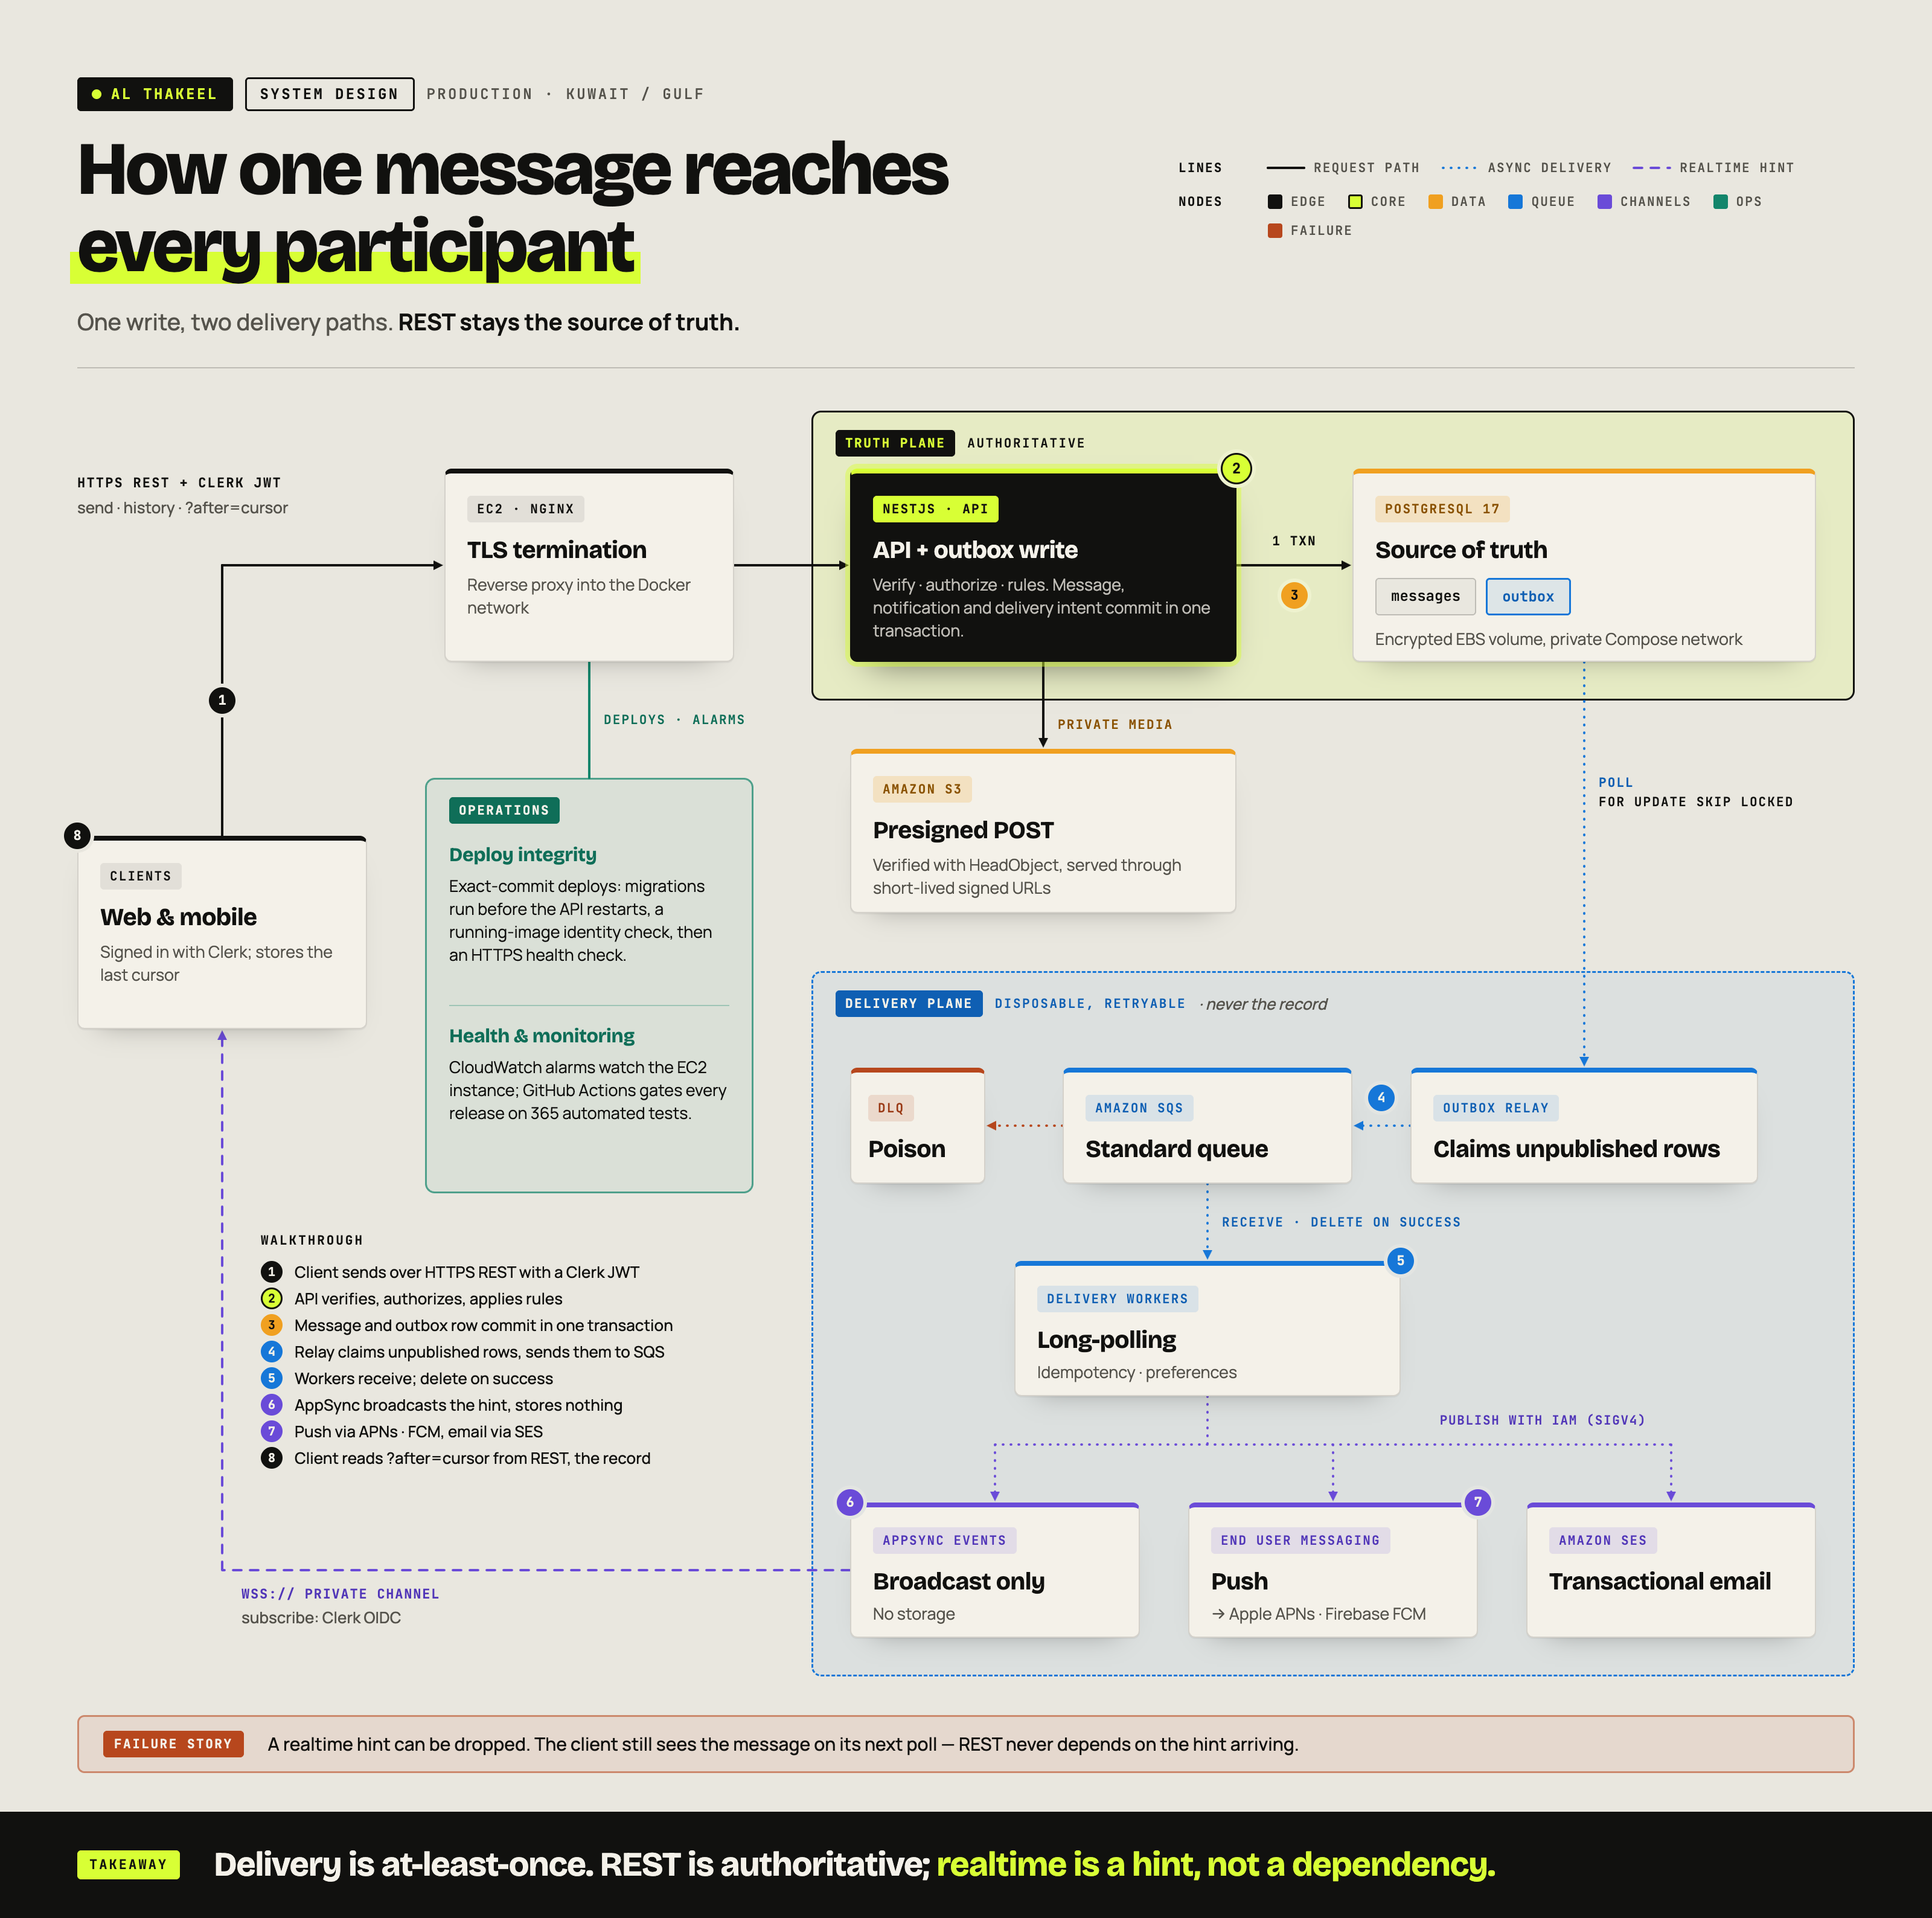 AL THAKEEL
SYSTEM DESIGN
PRODUCTION · KUWAIT / GULF
How one message reaches
every participant
One write, two delivery paths. REST stays the source of truth.
LINES
REQUEST PATH
ASYNC DELIVERY
REALTIME HINT
NODES
EDGE
CORE
DATA
QUEUE
CHANNELS
OPS
FAILURE
HTTPS REST + CLERK JWT
send · history · ?after=cursor
1
EC2 · NGINX
TLS termination
Reverse proxy into the Docker
network
TRUTH PLANE
AUTHORITATIVE
2
NESTJS · API
API + outbox write
Verify · authorize · rules. Message,
notification and delivery intent commit in one
transaction.
1 TXN
3
POSTGRESQL 17
Source of truth
messages
outbox
Encrypted EBS volume, private Compose network
DEPLOYS · ALARMS
PRIVATE MEDIA
AMAZON S3
Presigned POST
Verified with HeadObject, served through
short-lived signed URLs
POLL
FOR UPDATE SKIP LOCKED
8
CLIENTS
Web & mobile
Signed in with Clerk; stores the
last cursor
OPERATIONS
Deploy integrity
Exact-commit deploys: migrations
run before the API restarts, a
running-image identity check, then
an HTTPS health check.
Health & monitoring
CloudWatch alarms watch the EC2
instance; GitHub Actions gates every
release on 365 automated tests.
DELIVERY PLANE
DISPOSABLE, RETRYABLE
· never the record
DLQ
Poison
AMAZON SQS
Standard queue
4
OUTBOX RELAY
Claims unpublished rows
RECEIVE · DELETE ON SUCCESS
5
DELIVERY WORKERS
Long-polling
Idempotency · preferences
PUBLISH WITH IAM (SIGV4)
6
APPSYNC EVENTS
Broadcast only
No storage
7
END USER MESSAGING
Push
→ Apple APNs · Firebase FCM
AMAZON SES
Transactional email
WALKTHROUGH
1 Client sends over HTTPS REST with a Clerk JWT
2 API verifies, authorizes, applies rules
3 Message and outbox row commit in one transaction
4 Relay claims unpublished rows, sends them to SQS
5 Workers receive; delete on success
6 AppSync broadcasts the hint, stores nothing
7 Push via APNs · FCM, email via SES
8 Client reads ?after=cursor from REST, the record
WSS:// PRIVATE CHANNEL
subscribe: Clerk OIDC
FAILURE STORY
A realtime hint can be dropped. The client still sees the message on its next poll — REST never depends on the hint arriving.
TAKEAWAY
Delivery is at-least-once. REST is authoritative; realtime is a hint, not a dependency.